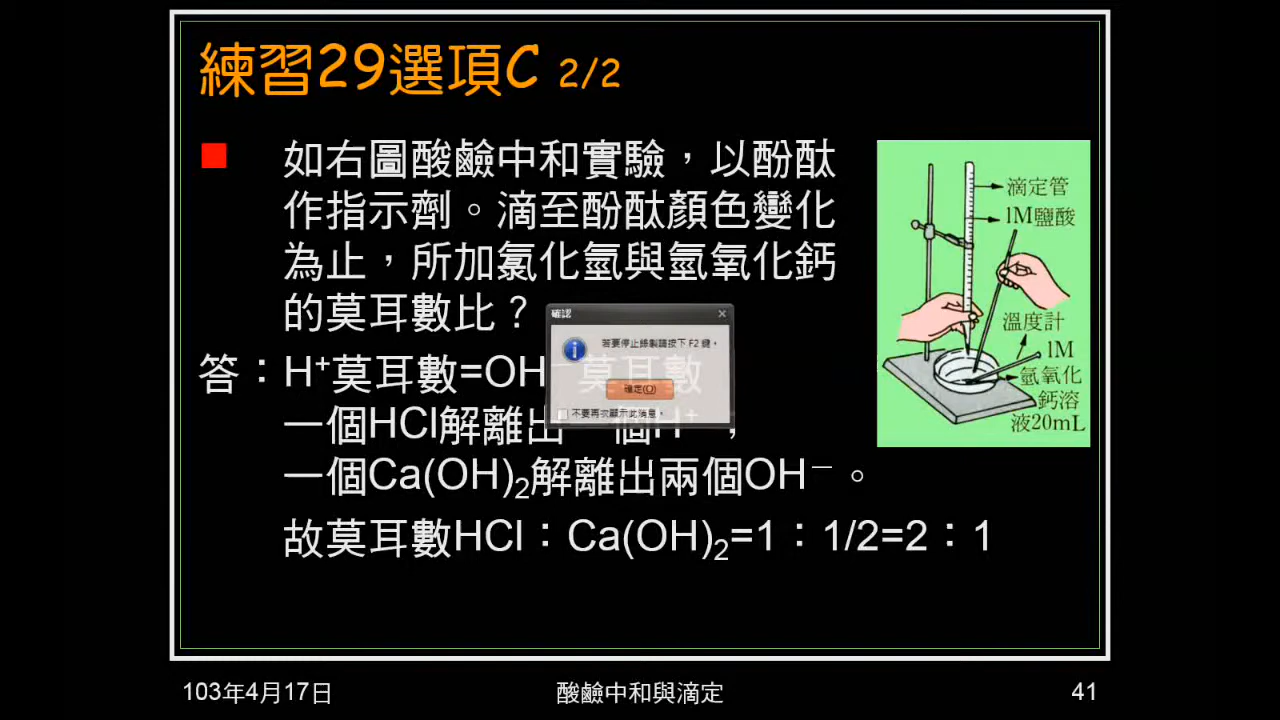 練習29選項C 2/2
如右圖酸鹼中和實驗，以酚酞
作指示劑。滴至酚酞顏色變化
為止，所加氯化氫與氫氧化鈣
的莫耳數比？
答：H⁺莫耳數=OH⁻莫耳數
一個HCl解離出一個H⁺，
一個Ca(OH)₂解離出兩個OH⁻。
故莫耳數HCl：Ca(OH)₂=1：1/2=2：1
滴定管
1M鹽酸
溫度計
1M
氫氧化
鈣溶
液20mL
確認
若要停止錄製請按下 F2 鍵。
確定(O)
不要再次顯示此消息。
103年4月17日
酸鹼中和與滴定
41